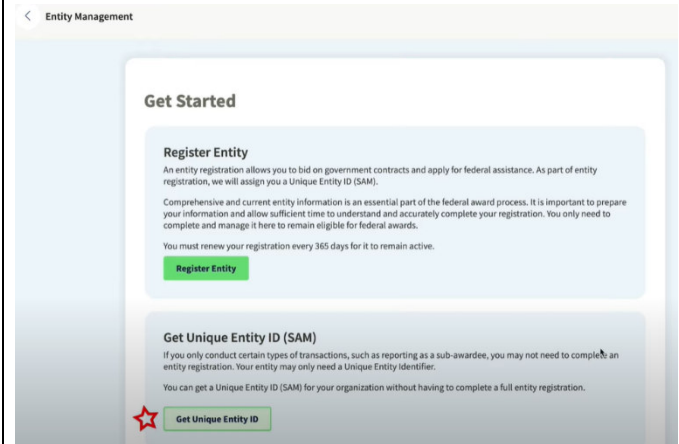 Entity Management
Get Started
Register Entity
An entity registration allows you to bid on government contracts and apply for federal assistance. As part of entity
registration, we will assign you a Unique Entity ID (SAM).
Comprehensive and current entity information is an essential part of the federal award process. It is important to prepare
your information and allow sufficient time to understand and accurately complete your registration. You only need to
complete and manage it here to remain eligible for federal awards.
You must renew your registration every 365 days for it to remain active.
Register Entity
Get Unique Entity ID (SAM)
If you only conduct certain types of transactions, such as reporting as a sub-awardee, you may not need to complete an
entity registration. Your entity may only need a Unique Entity Identifier.
You can get a Unique Entity ID (SAM) for your organization without having to complete a full entity registration.
Get Unique Entity ID